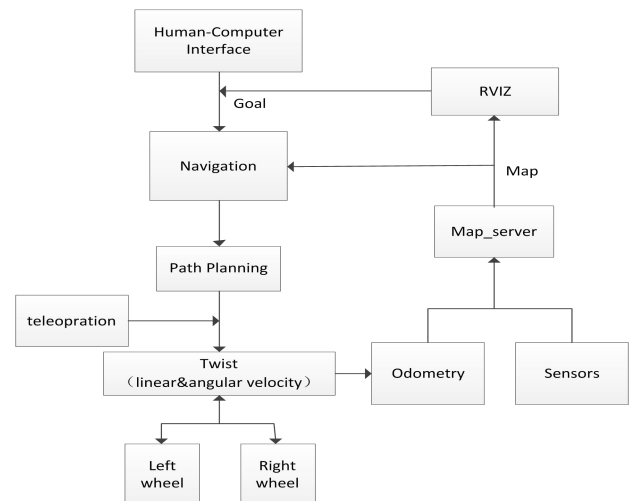 Human-Computer
Interface
RVIZ
Goal
Navigation
Map
Map_server
Path Planning
teleopration
Twist
（linear&angular velocity）
Odometry
Sensors
Left
wheel
Right
wheel